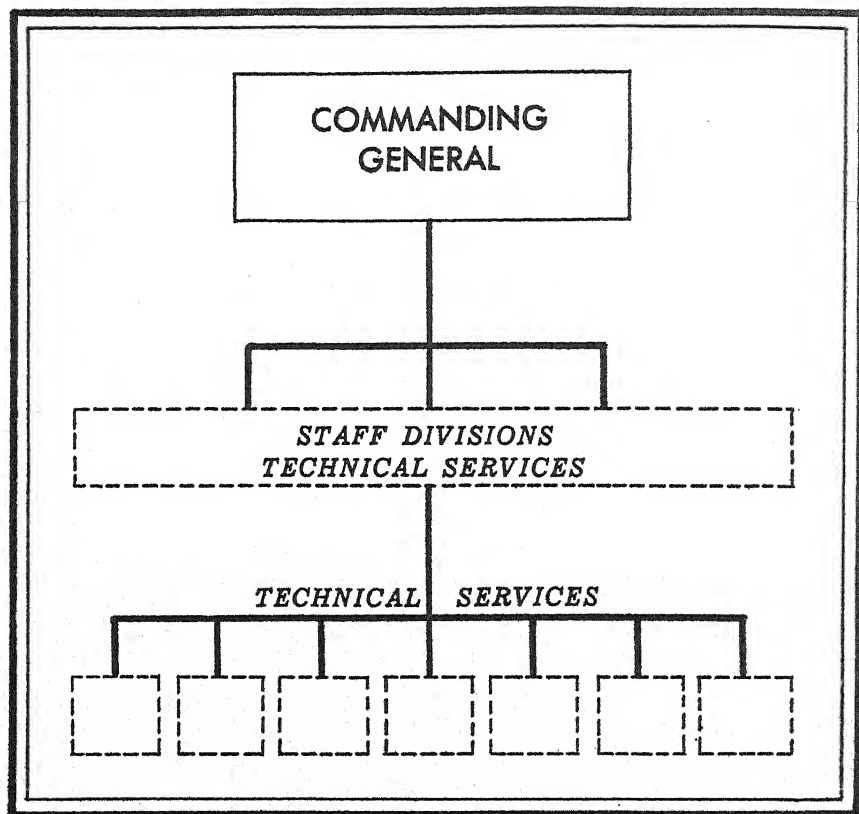 COMMANDING
GENERAL
STAFF DIVISIONS
TECHNICAL SERVICES
TECHNICAL SERVICES